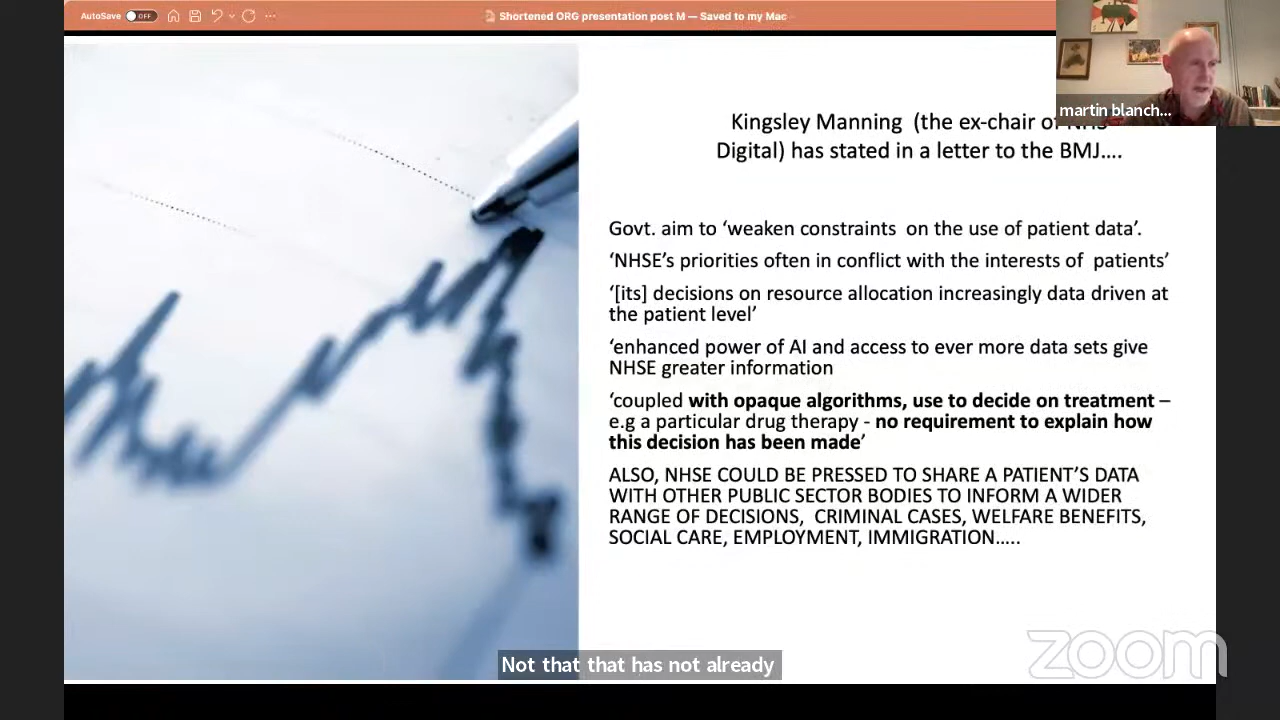 AutoSave OFF
Shortened ORG presentation post M — Saved to my Mac
martin blanch...
Kingsley Manning (the ex-chair of NHS
Digital) has stated in a letter to the BMJ….
Govt. aim to ‘weaken constraints on the use of patient data’.
‘NHSE’s priorities often in conflict with the interests of patients’
‘[its] decisions on resource allocation increasingly data driven at
the patient level’
‘enhanced power of AI and access to ever more data sets give
NHSE greater information
‘coupled with opaque algorithms, use to decide on treatment –
e.g a particular drug therapy - no requirement to explain how
this decision has been made’
ALSO, NHSE COULD BE PRESSED TO SHARE A PATIENT’S DATA
WITH OTHER PUBLIC SECTOR BODIES TO INFORM A WIDER
RANGE OF DECISIONS, CRIMINAL CASES, WELFARE BENEFITS,
SOCIAL CARE, EMPLOYMENT, IMMIGRATION…..
Not that that has not already
zoom